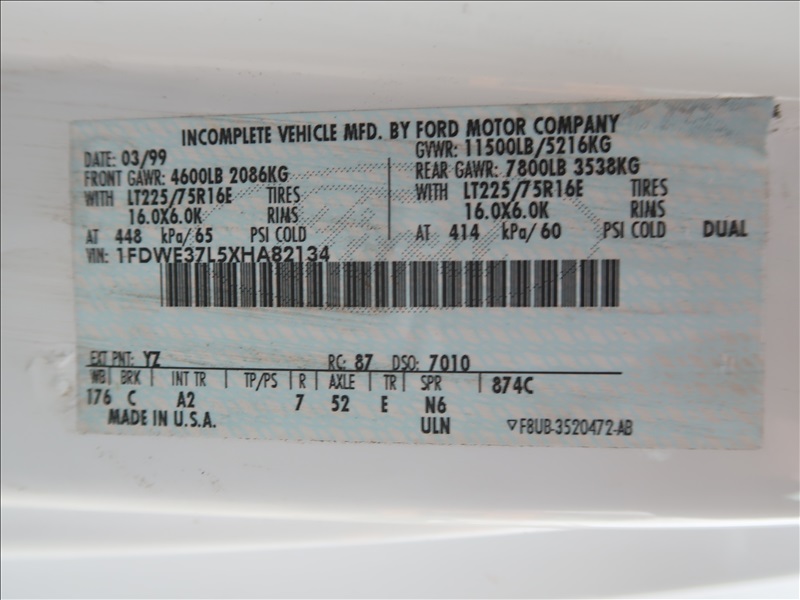 INCOMPLETE VEHICLE MFD. BY FORD MOTOR COMPANY
DATE: 03/99 GVWR: 11500LB/5216KG
FRONT GAWR: 4600LB 2086KG REAR GAWR: 7800LB 3538KG
WITH LT225/75R16E TIRES WITH LT225/75R16E TIRES
16.0X6.0K RIMS 16.0X6.0K RIMS
AT 448 kPa/65 PSI COLD AT 414 kPa/60 PSI COLD DUAL
VIN: 1FDWE37L5XHA82134
EXT PNT: YZ RC: 87 DSO: 7010
WB BRK INT TR TP/PS R AXLE TR SPR 874C
176 C A2 7 52 E N6
MADE IN U.S.A. ULN ▽F8UB-3520472-AB